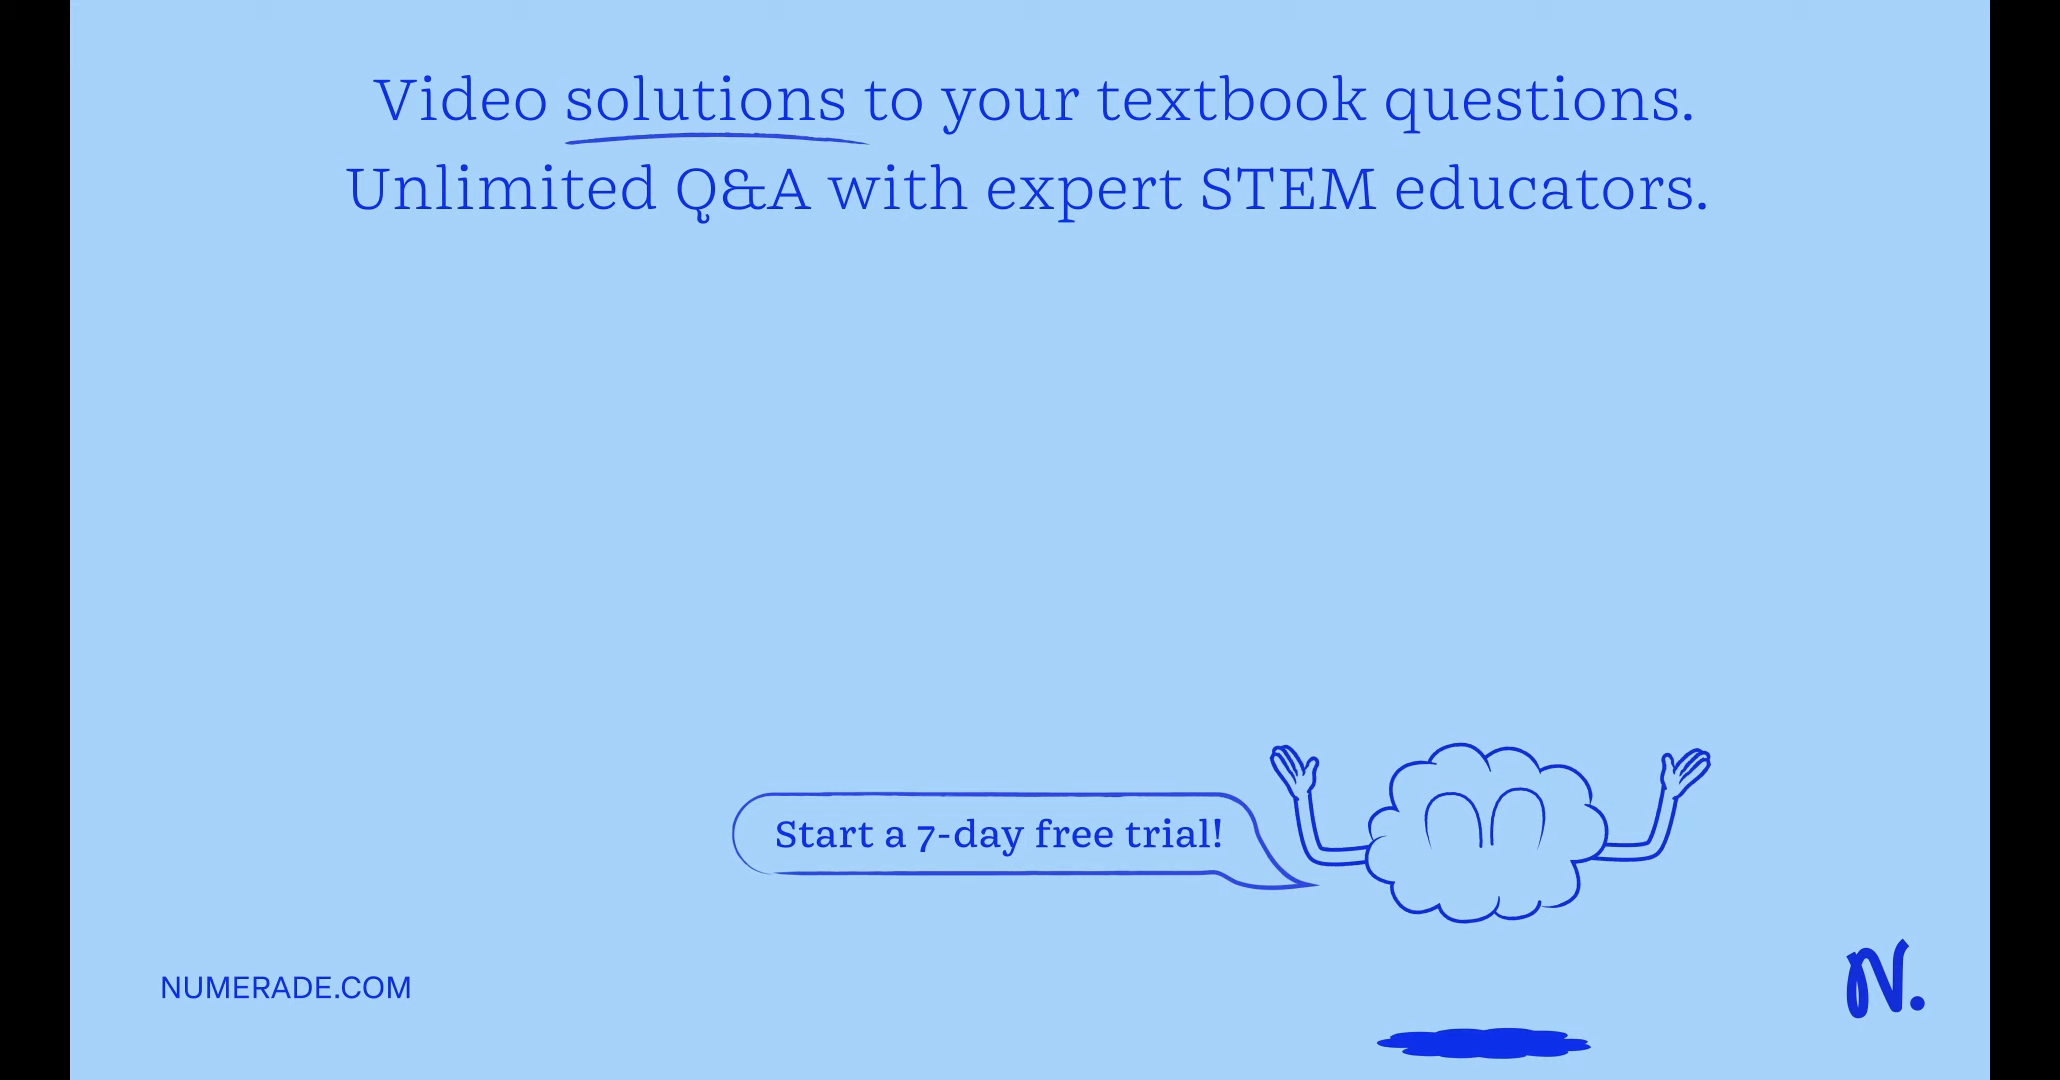 Video solutions to your textbook questions.
Unlimited Q&A with expert STEM educators.
Start a 7-day free trial!
NUMERADE.COM
N.